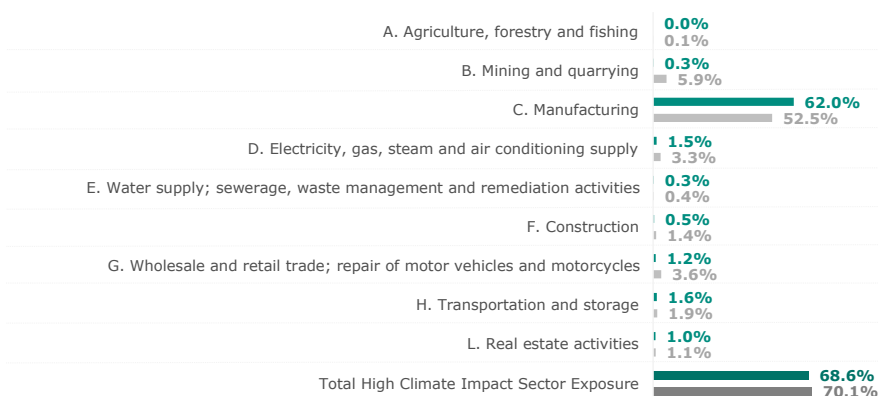 A. Agriculture, forestry and fishing 0.0%
0.1%
B. Mining and quarrying 0.3%
5.9%
C. Manufacturing 62.0%
52.5%
D. Electricity, gas, steam and air conditioning supply 1.5%
3.3%
E. Water supply; sewerage, waste management and remediation activities 0.3%
0.4%
F. Construction 0.5%
1.4%
G. Wholesale and retail trade; repair of motor vehicles and motorcycles 1.2%
3.6%
H. Transportation and storage 1.6%
1.9%
L. Real estate activities 1.0%
1.1%
Total High Climate Impact Sector Exposure 68.6%
70.1%